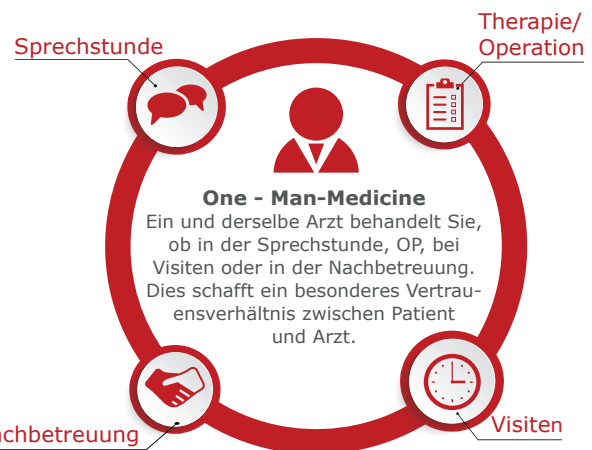 Sprechstunde
Therapie/
Operation
One - Man-Medicine
Ein und derselbe Arzt behandelt Sie,
ob in der Sprechstunde, OP, bei
Visiten oder in der Nachbetreuung.
Dies schafft ein besonderes Vertrau-
ensverhältnis zwischen Patient
und Arzt.
achbetreuung
Visiten